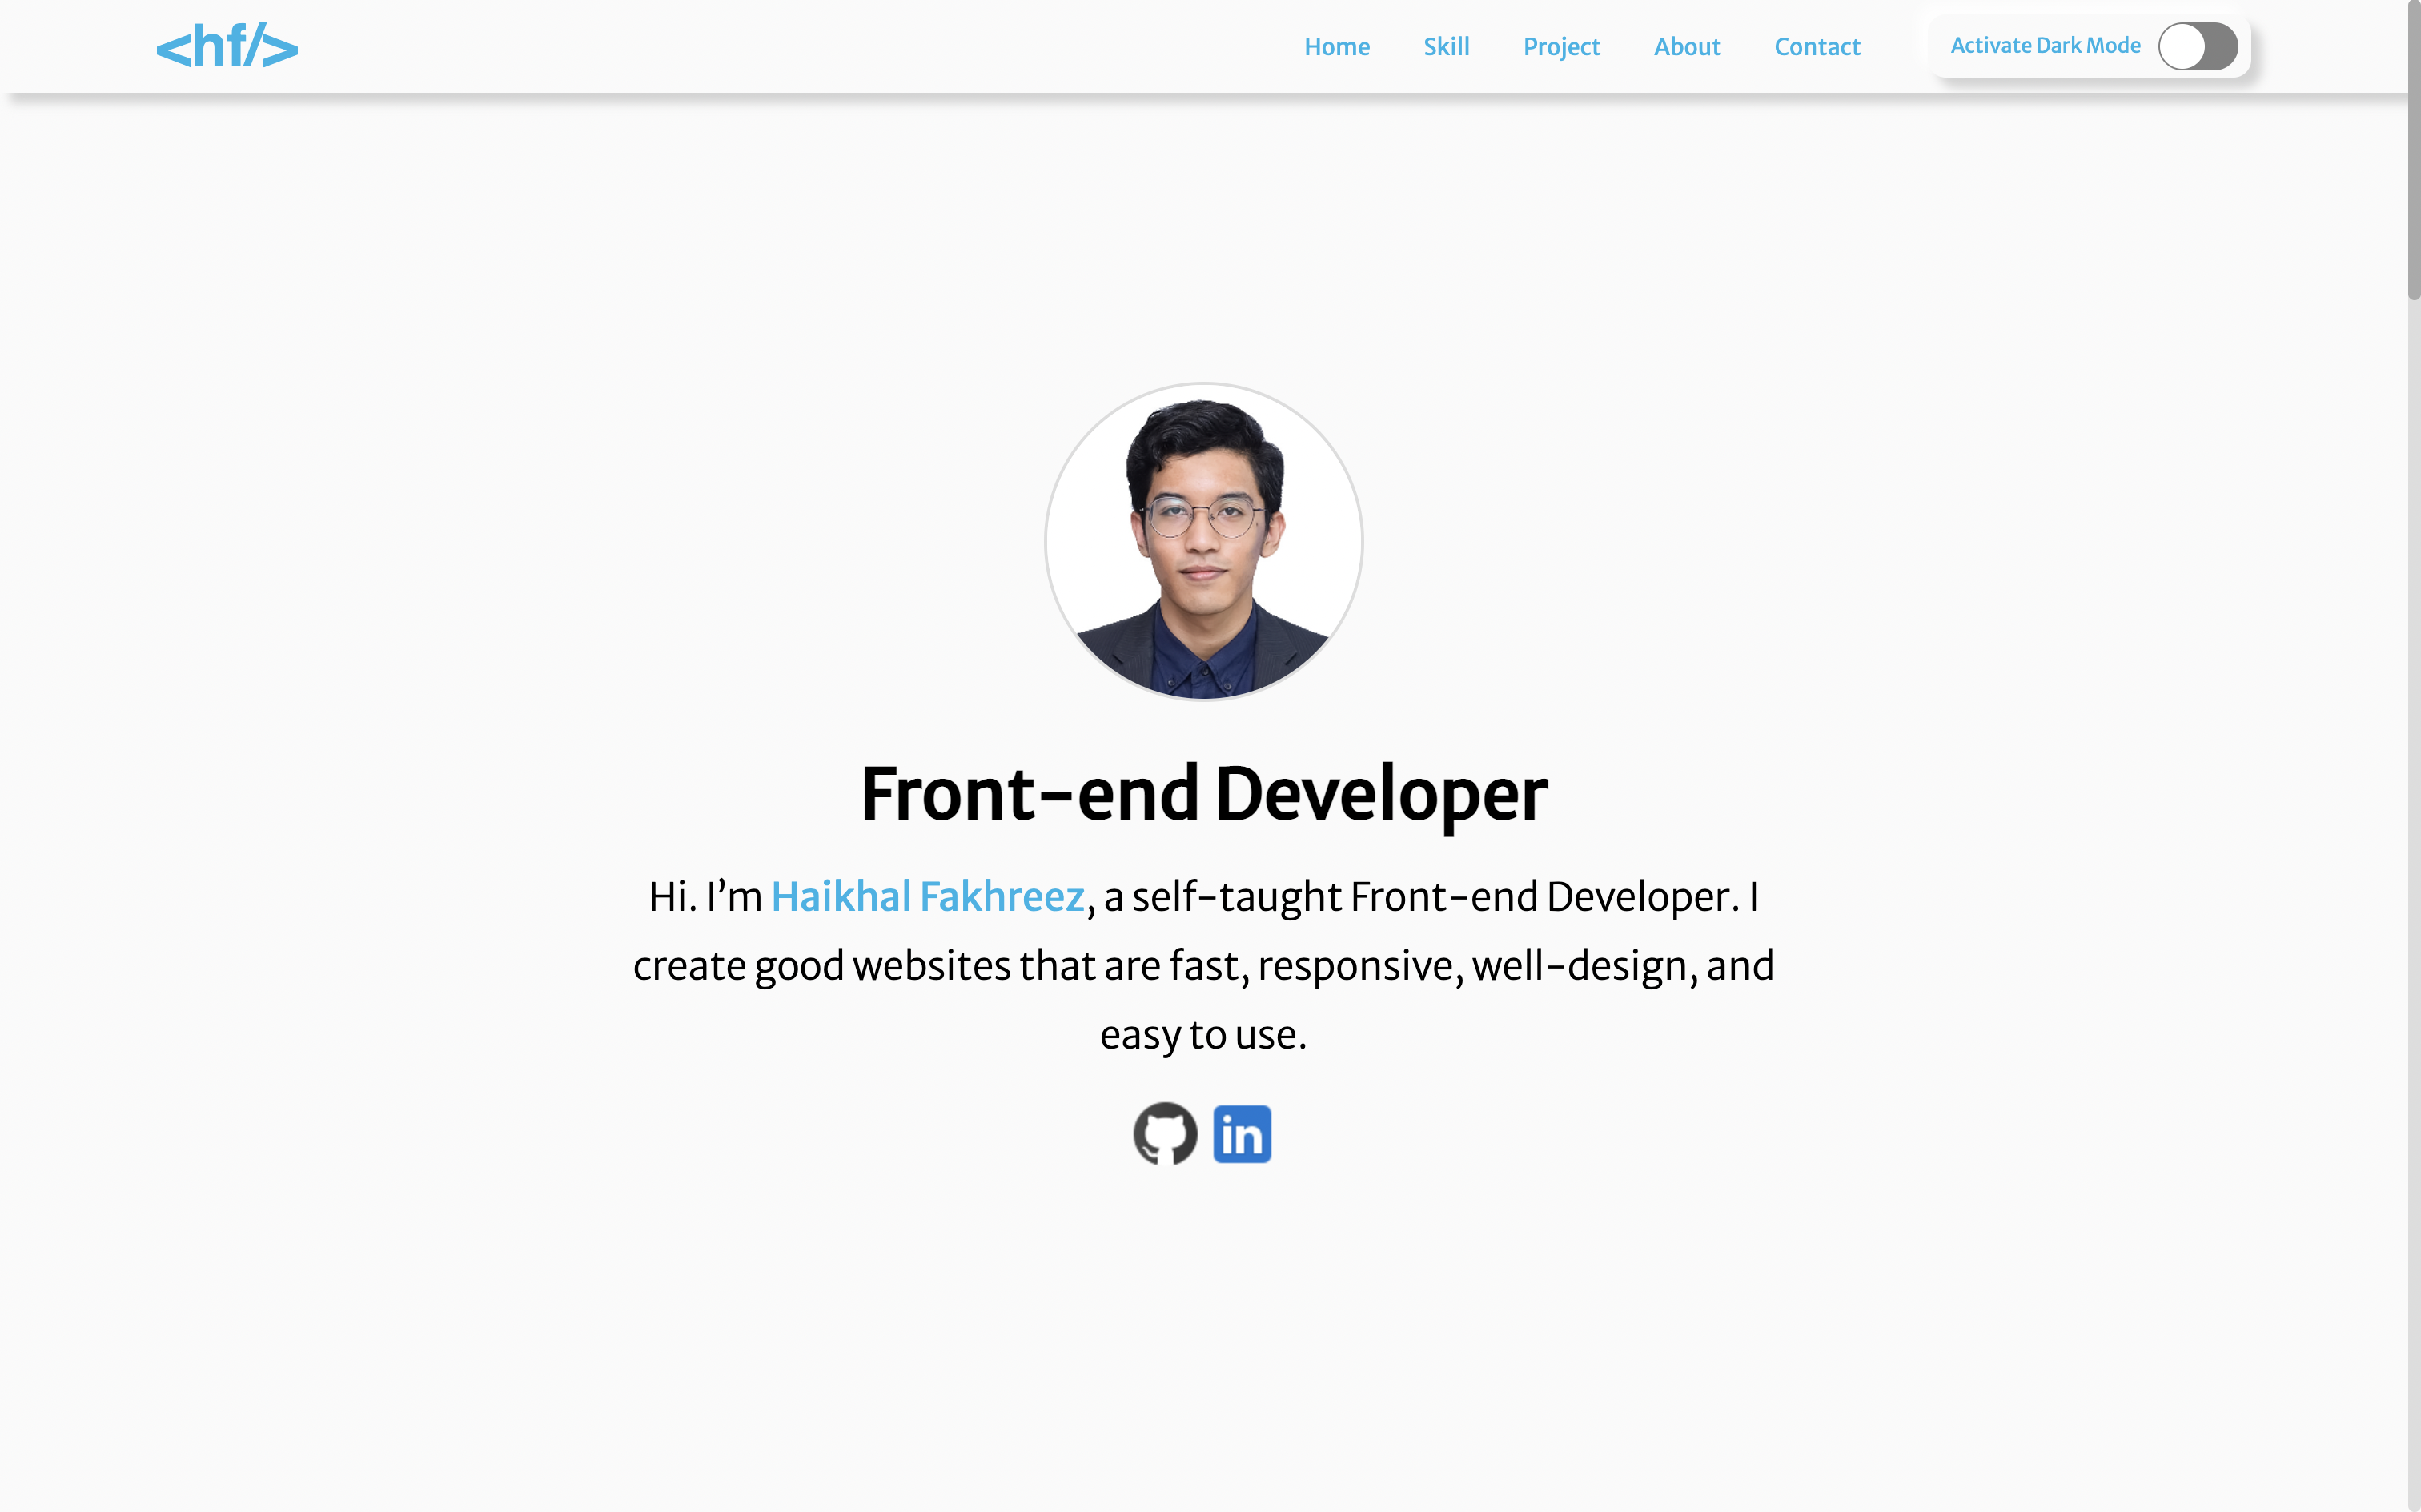 <hf/>
Home Skill Project About Contact Activate Dark Mode
Front-end Developer
Hi. I’m Haikhal Fakhreez, a self-taught Front-end Developer. I
create good websites that are fast, responsive, well-design, and
easy to use.
in